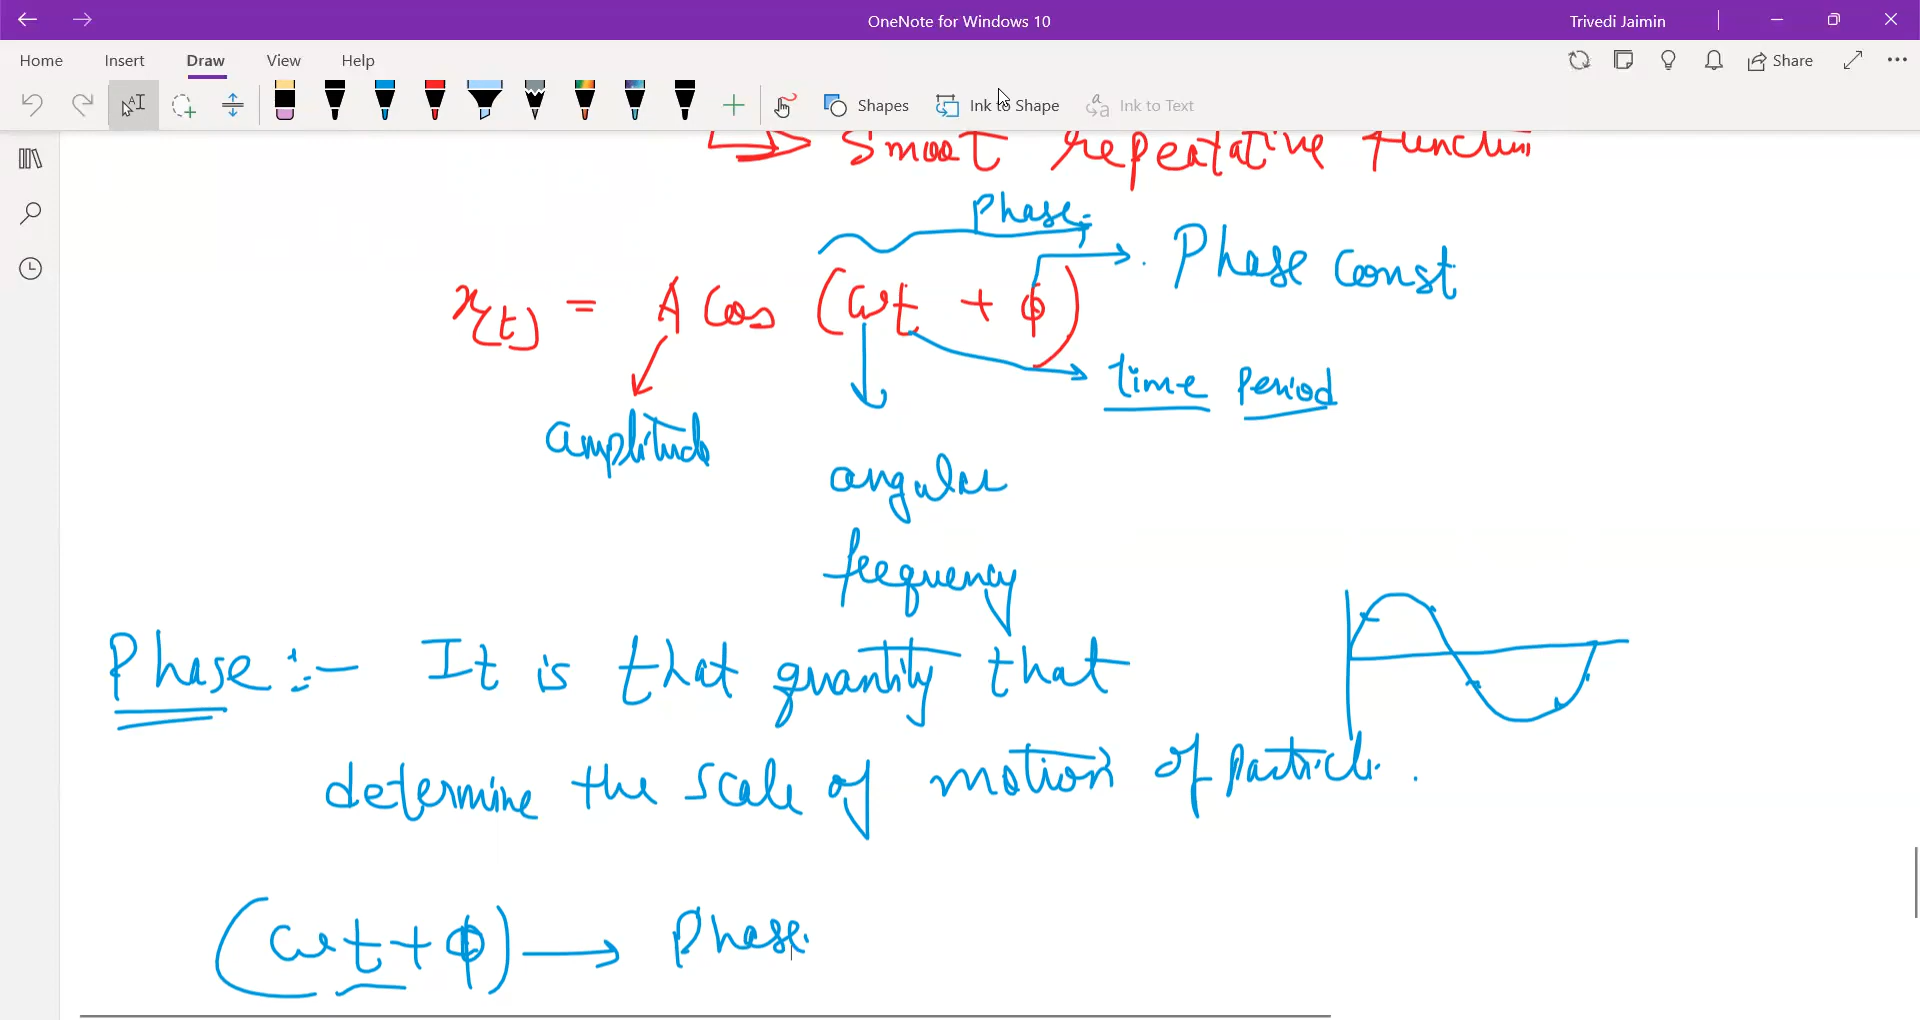 OneNote for Windows 10
Trivedi Jaimin
Home Insert Draw View Help
Share
Shapes Ink to Shape Ink to Text
Smoot repeatative function
Phase
x(t) = A Cos (ωt + φ)
Phase Const
time Period
amplitude
angular
frequency
Phase :- It is that quantity that
determine the scale of motion of particle.
(ωt + φ) → Phase.